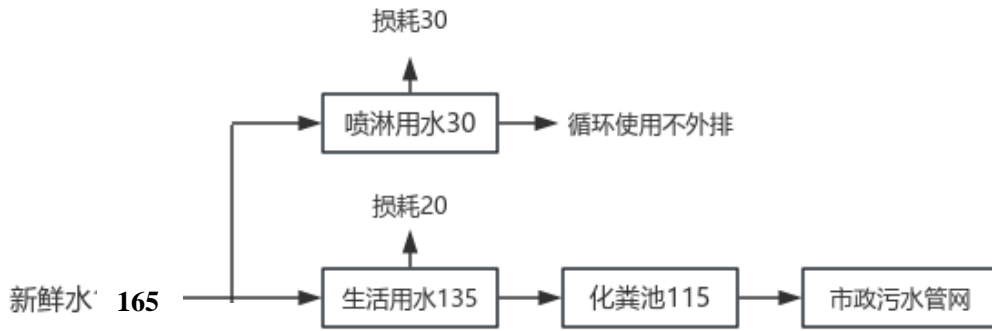 损耗30
喷淋用水30
循环使用不外排
损耗20
新鲜水 165
生活用水135
化粪池115
市政污水管网